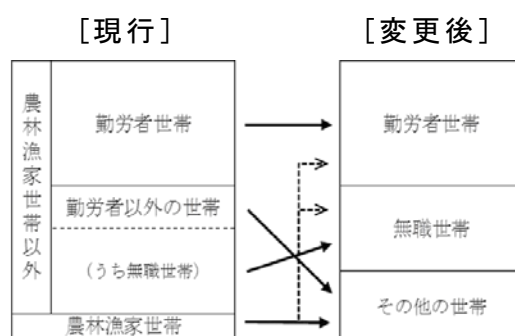 [現行]
[変更後]
農林漁家世帯以外
勤労者世帯
勤労者以外の世帯
(うち無職世帯)
農林漁家世帯
勤労者世帯
無職世帯
その他の世帯